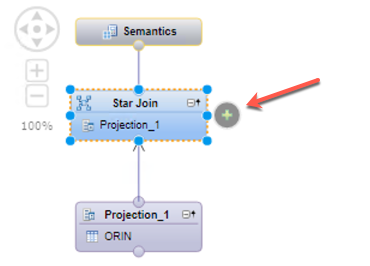 Semantics
Star Join
Projection_1
100%
Projection_1
ORIN